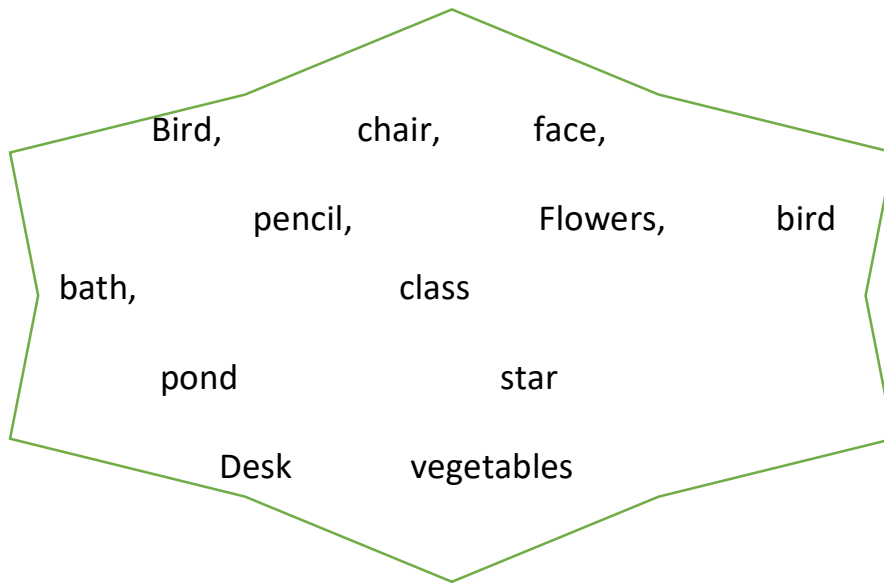 Bird, chair, face,
pencil, Flowers, bird
bath, class
pond star
Desk vegetables